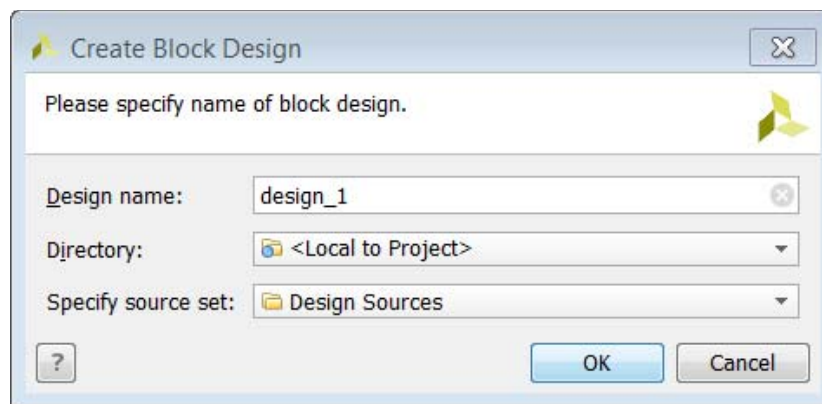 Create Block Design
Please specify name of block design.
Design name: design_1
Directory: <Local to Project>
Specify source set: Design Sources
? OK Cancel